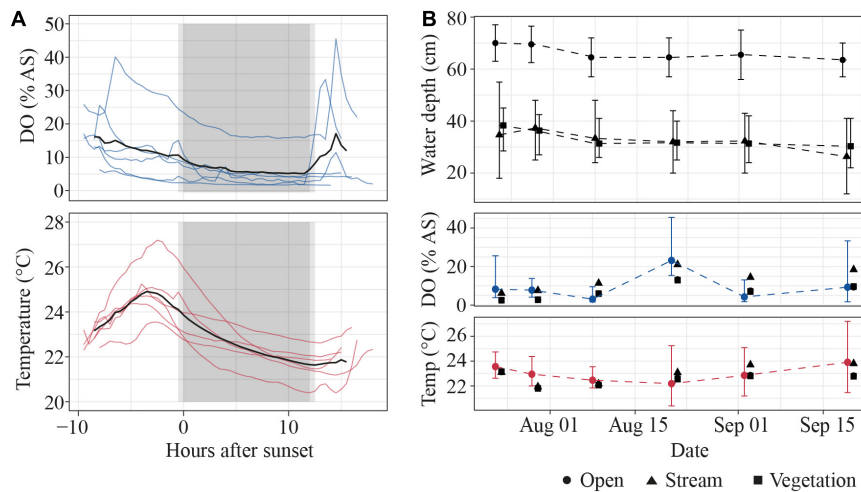 A
DO (% AS)
50
40
30
20
10
0
Temperature (°C)
28
26
24
22
20
−10 0 10
Hours after sunset
B
Water depth (cm)
60
40
20
DO (% AS)
40
20
0
Temp (°C)
26
24
22
Aug 01 Aug 15 Sep 01 Sep 15
Date
Open Stream Vegetation